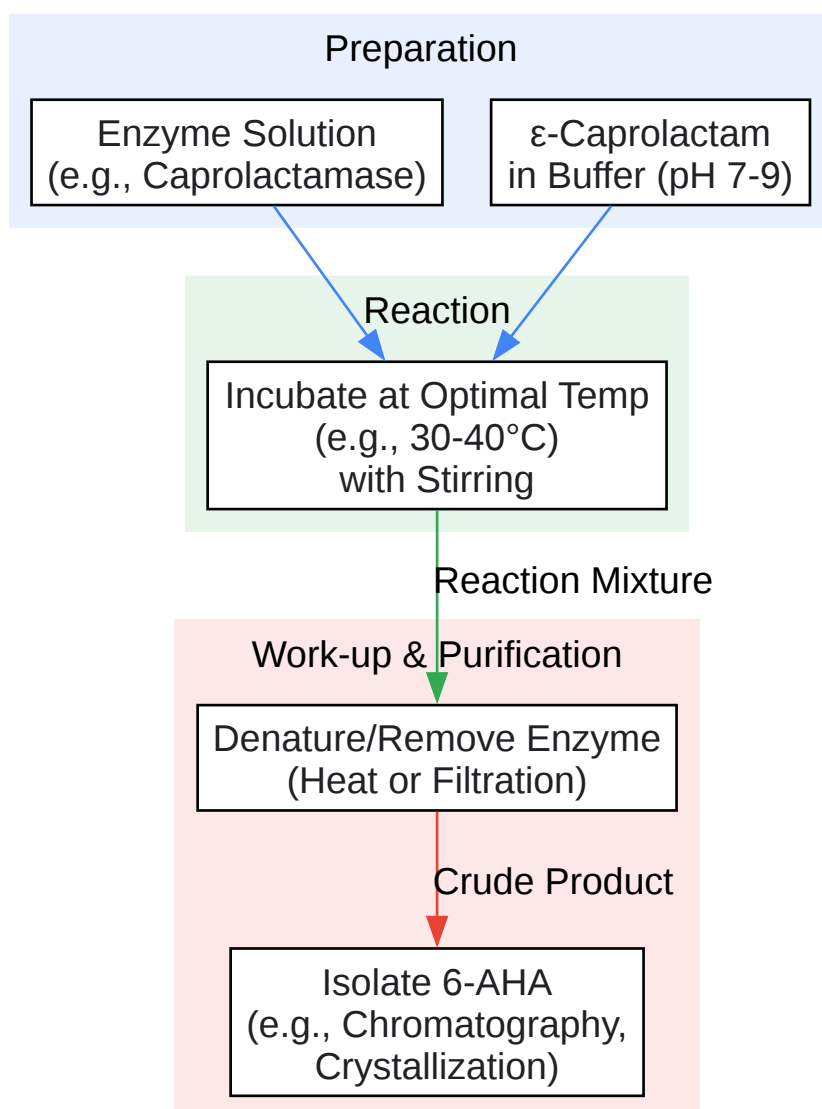 Preparation
Enzyme Solution
(e.g., Caprolactamase)
ε-Caprolactam
in Buffer (pH 7-9)
Reaction
Incubate at Optimal Temp
(e.g., 30-40°C)
with Stirring
Reaction Mixture
Work-up & Purification
Denature/Remove Enzyme
(Heat or Filtration)
Crude Product
Isolate 6-AHA
(e.g., Chromatography,
Crystallization)